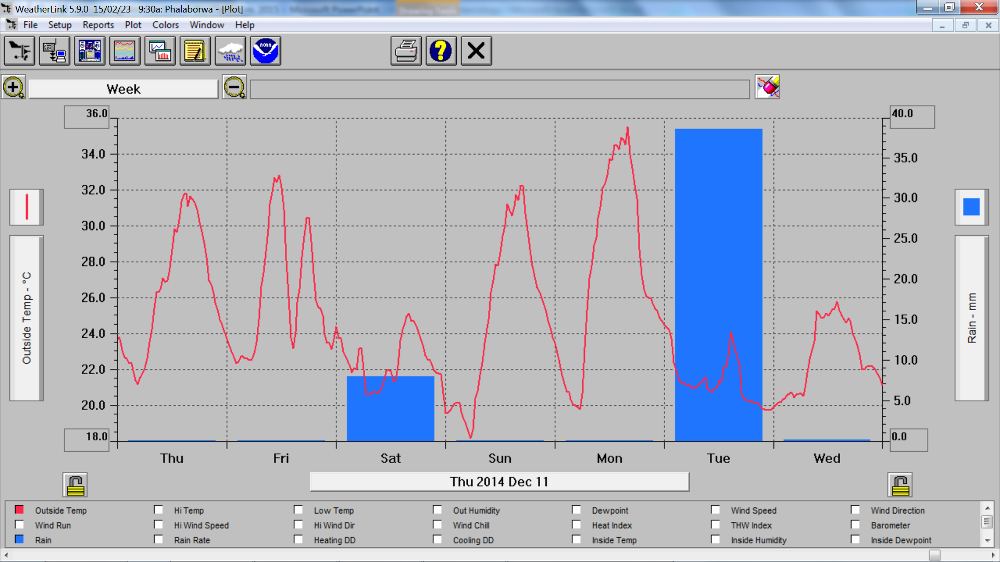 WeatherLink 5.9.0  15/02/23  9:30a: Phalaborwa - [Plot]
File Setup Reports Plot Colors Window Help
NOAA
?
Week
36.0
34.0
32.0
30.0
28.0
26.0
24.0
22.0
20.0
18.0
Outside Temp - °C
40.0
35.0
30.0
25.0
20.0
15.0
10.0
5.0
0.0
Rain - mm
Thu Fri Sat Sun Mon Tue Wed
Thu 2014 Dec 11
Outside Temp Hi Temp Low Temp Out Humidity Dewpoint Wind Speed Wind Direction
Wind Run Hi Wind Speed Hi Wind Dir Wind Chill Heat Index THW Index Barometer
Rain Rain Rate Heating DD Cooling DD Inside Temp Inside Humidity Inside Dewpoint